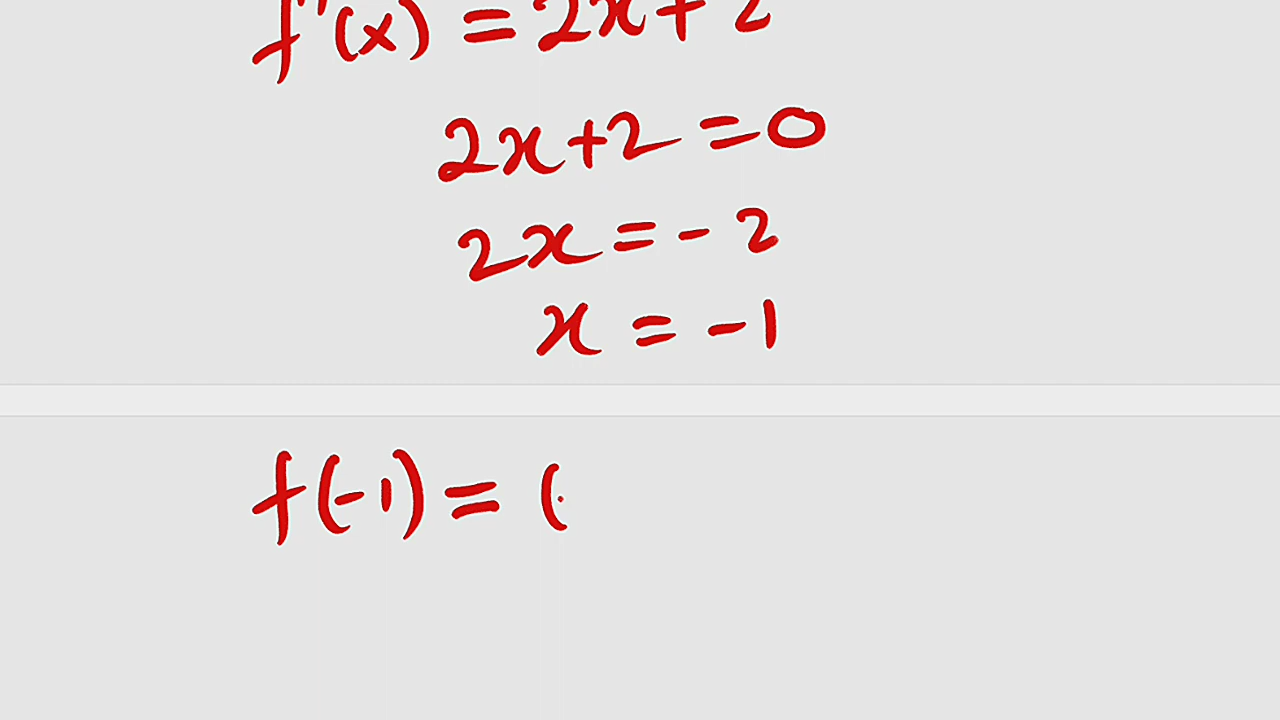 f''(x) = 2x+2
2x+2 = 0
2x = -2
x = -1
f(-1) = (